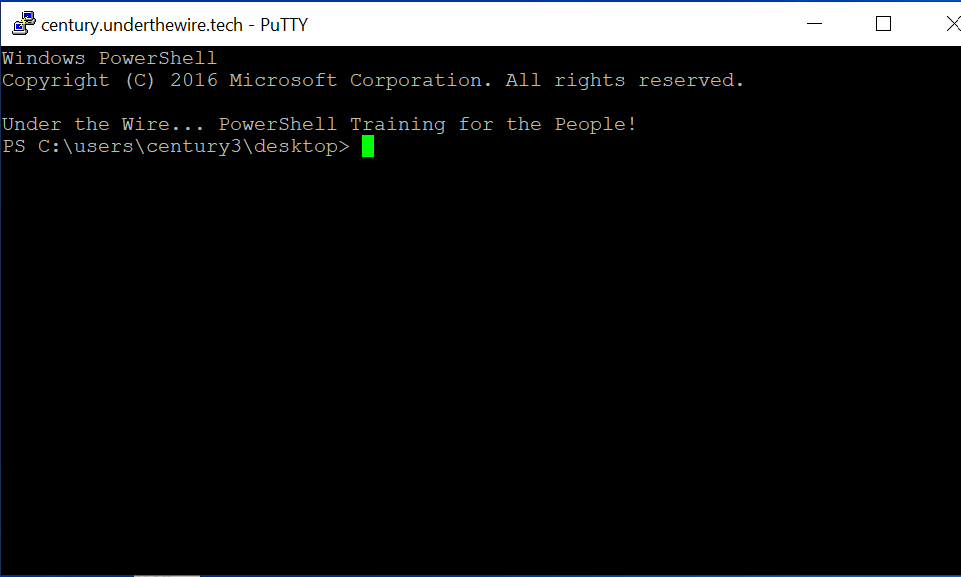 century.underthewire.tech - PuTTY
Windows PowerShell
Copyright (C) 2016 Microsoft Corporation. All rights reserved.
Under the Wire... PowerShell Training for the People!
PS C:\users\century3\desktop>